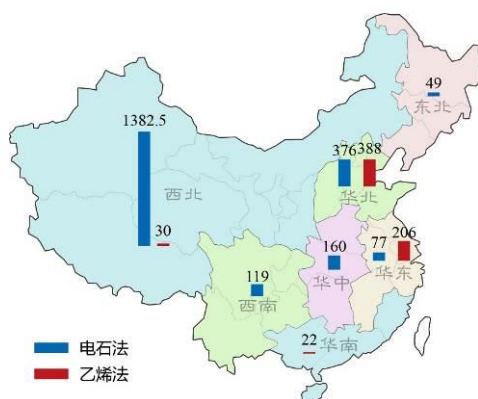 49
东北
1382.5
376 388
西北
30
华北
206
160
77
119
华东
华中
西南
22
华南
电石法
乙烯法